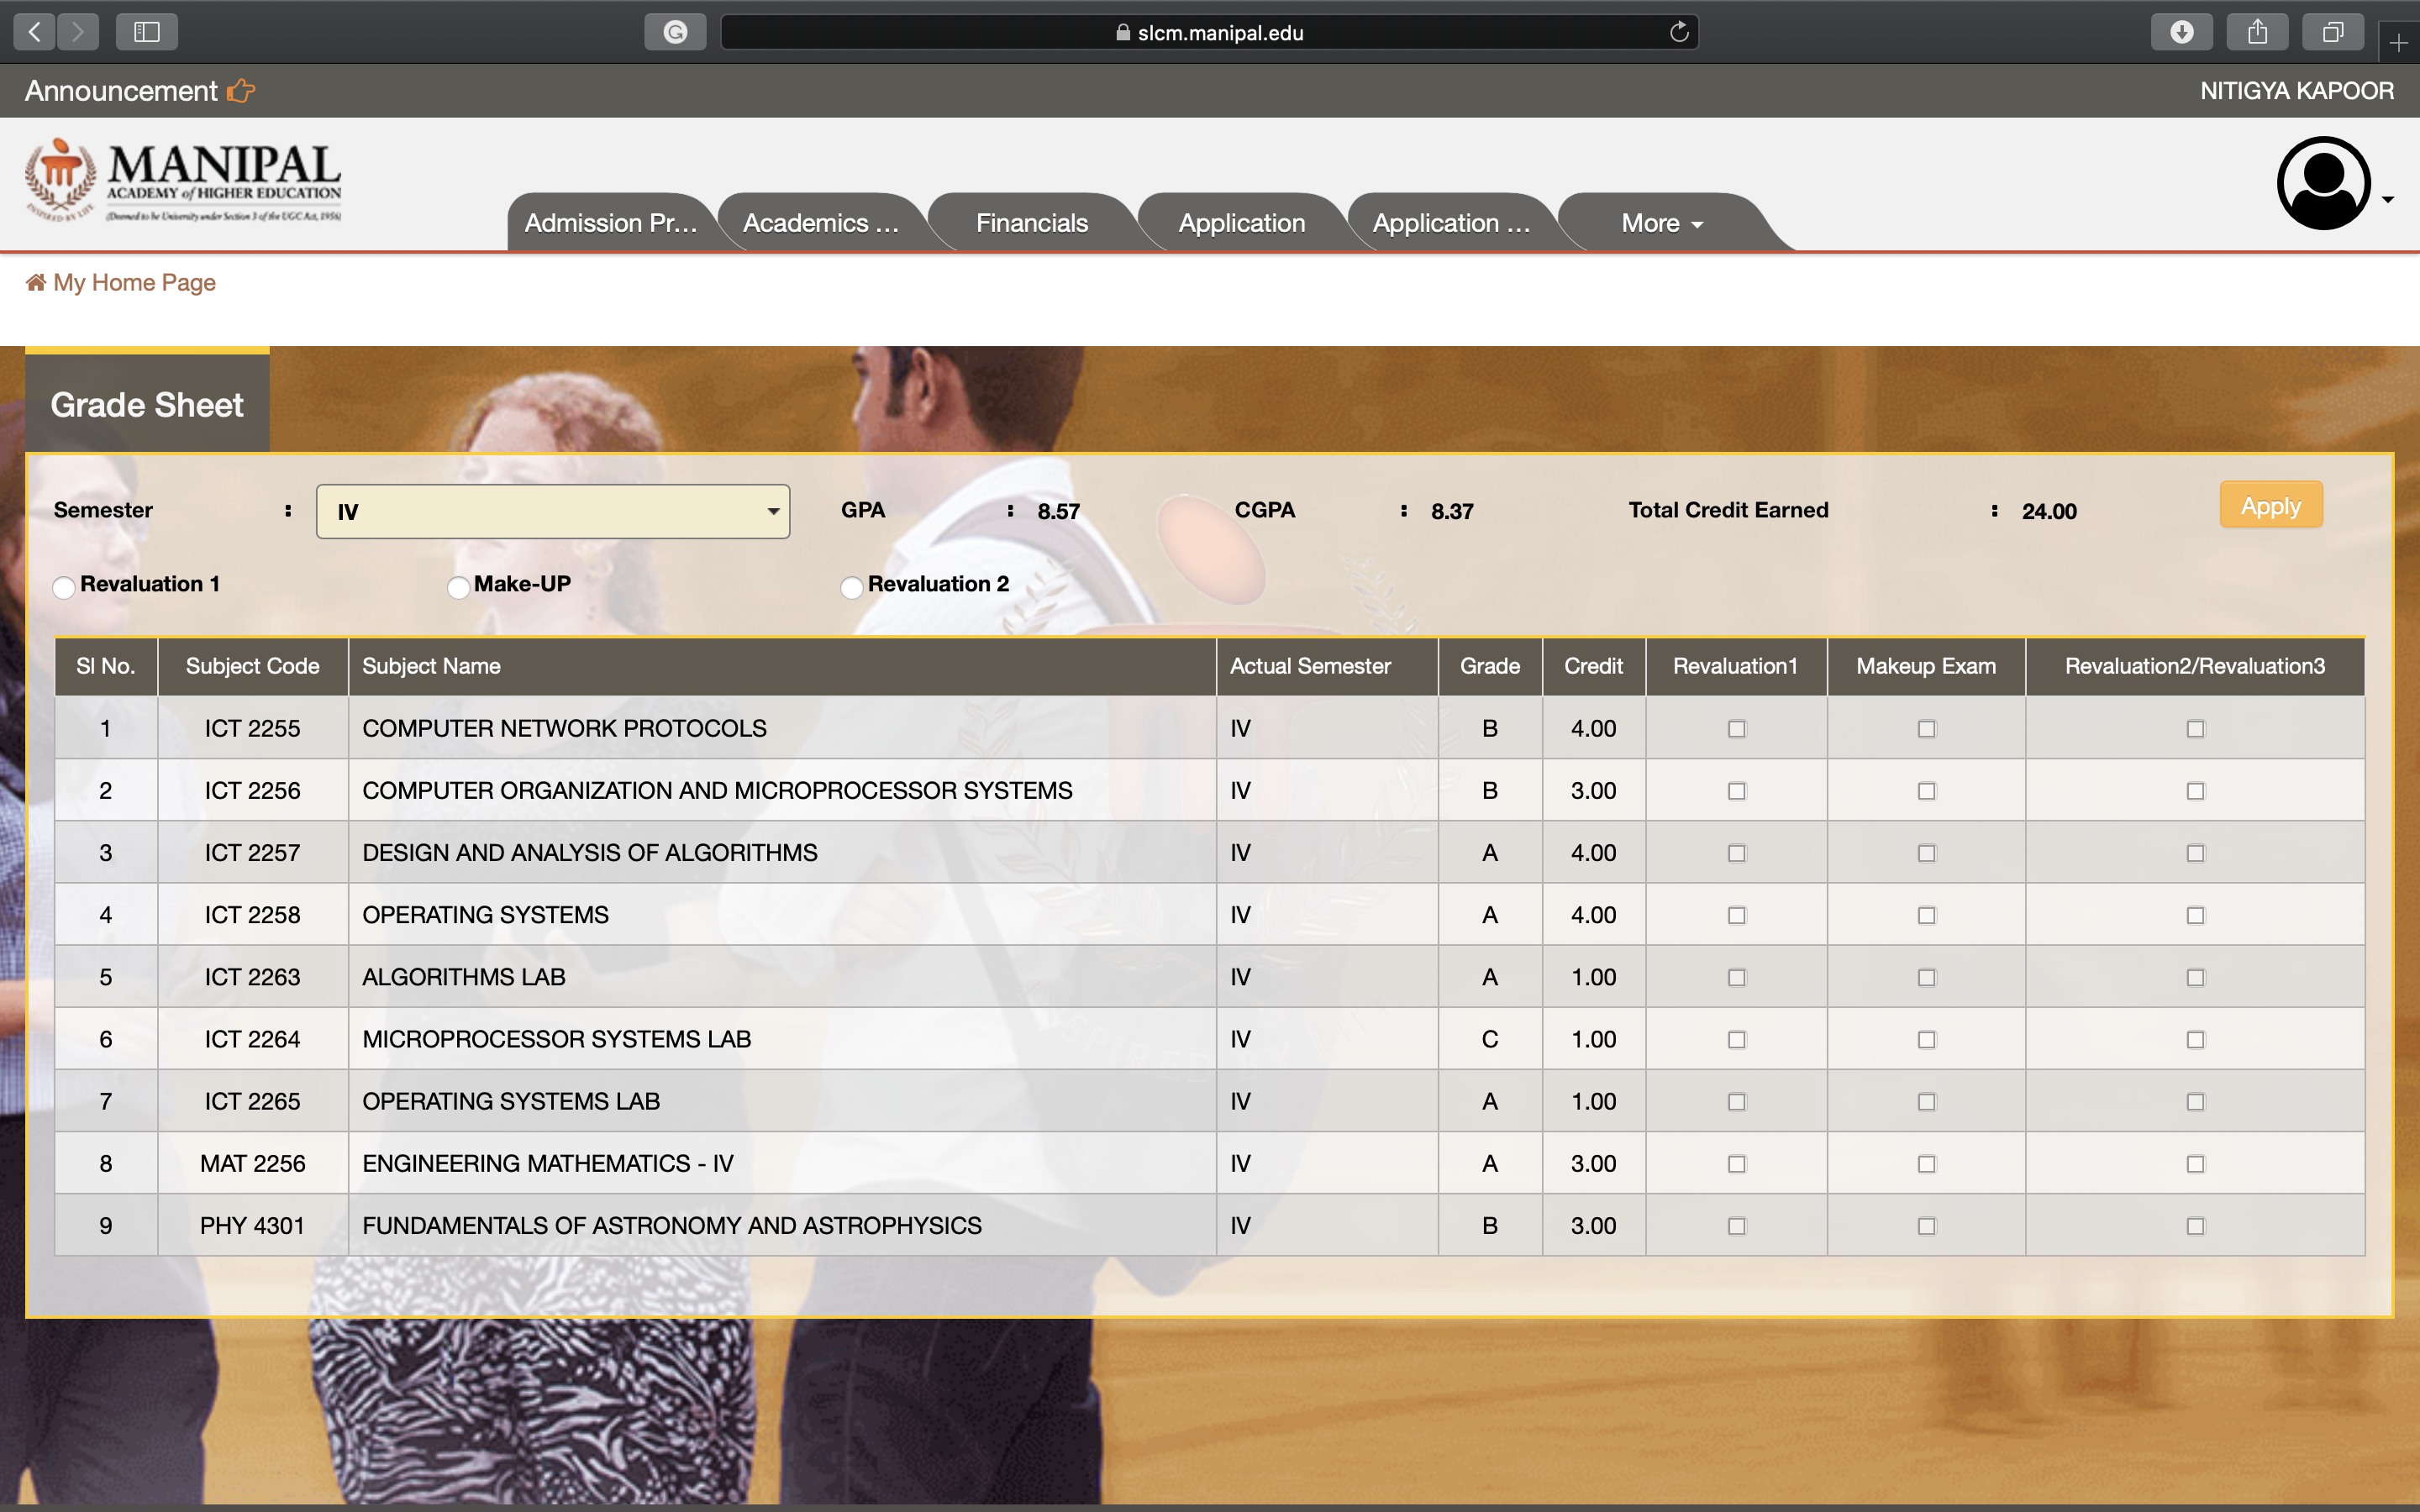 slcm.manipal.edu
Announcement
NITIGYA KAPOOR
MANIPAL
ACADEMY of HIGHER EDUCATION
(Deemed to be University under Section 3 of the UGC Act, 1956)
INSPIRED BY LIFE
Admission Pr... Academics ... Financials Application Application ... More
My Home Page
Grade Sheet
Semester : IV GPA : 8.57 CGPA : 8.37 Total Credit Earned : 24.00 Apply
Revaluation 1 Make-UP Revaluation 2
Sl No. Subject Code Subject Name Actual Semester Grade Credit Revaluation1 Makeup Exam Revaluation2/Revaluation3
1 ICT 2255 COMPUTER NETWORK PROTOCOLS IV B 4.00
2 ICT 2256 COMPUTER ORGANIZATION AND MICROPROCESSOR SYSTEMS IV B 3.00
3 ICT 2257 DESIGN AND ANALYSIS OF ALGORITHMS IV A 4.00
4 ICT 2258 OPERATING SYSTEMS IV A 4.00
5 ICT 2263 ALGORITHMS LAB IV A 1.00
6 ICT 2264 MICROPROCESSOR SYSTEMS LAB IV C 1.00
7 ICT 2265 OPERATING SYSTEMS LAB IV A 1.00
8 MAT 2256 ENGINEERING MATHEMATICS - IV IV A 3.00
9 PHY 4301 FUNDAMENTALS OF ASTRONOMY AND ASTROPHYSICS IV B 3.00